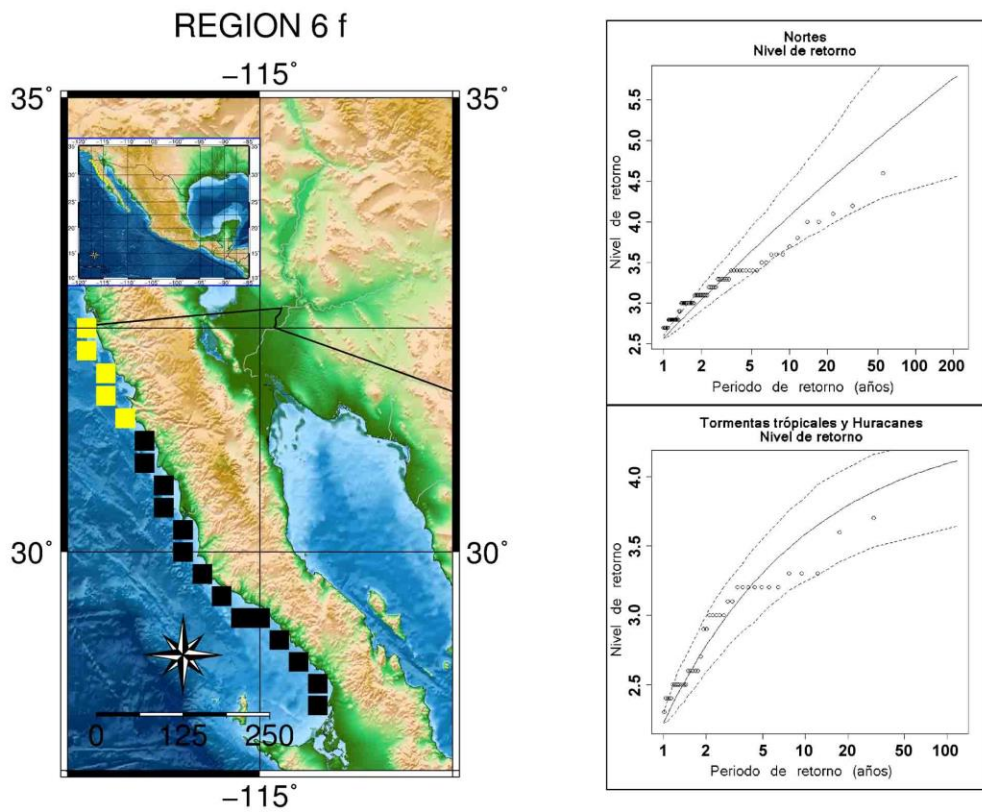 REGION 6 f
−115˚
35˚ 35˚
30˚ 30˚
0 125 250
−115˚
Nortes
Nivel de retorno
Nivel de retorno
5.5
5.0
4.5
4.0
3.5
3.0
2.5
1 2 5 10 20 50 100 200
Periodo de retorno (años)
Tormentas trópicales y Huracanes
Nivel de retorno
Nivel de retorno
4.0
3.5
3.0
2.5
1 2 5 10 20 50 100
Periodo de retorno (años)